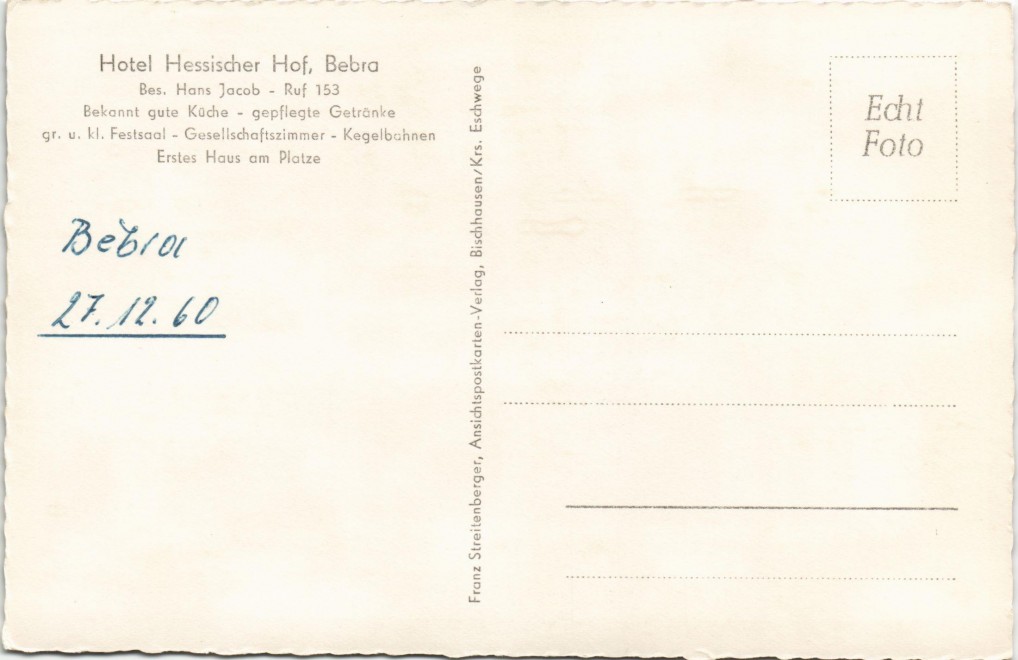 Hotel Hessischer Hof, Bebra
Bes. Hans Jacob - Ruf 153
Bekannt gute Küche - gepflegte Getränke
gr. u. kl. Festsaal - Gesellschaftszimmer - Kegelbahnen
Erstes Haus am Platze
Bebra
27.12.60
Franz Streitenberger, Ansichtspostkarten-Verlag, Bischhausen/Krs. Eschwege
Echt
Foto